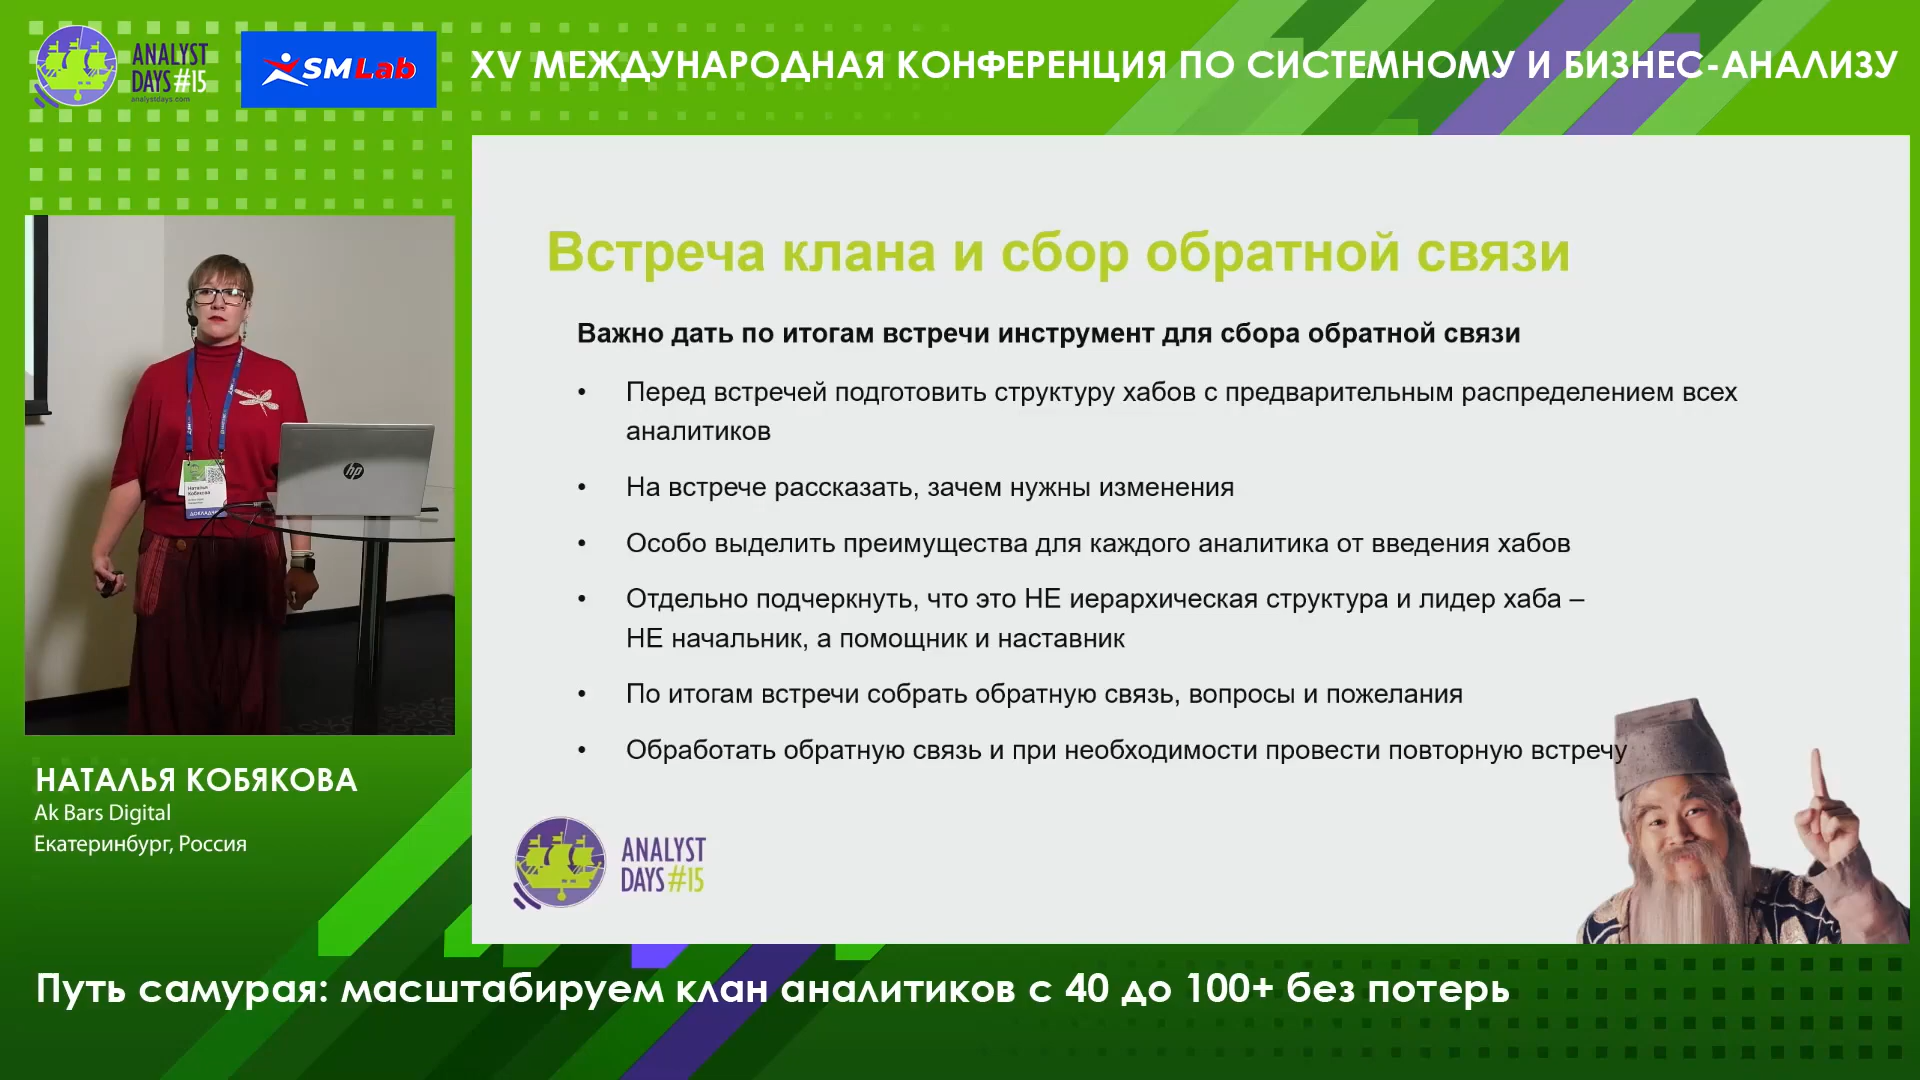 ANALYST
DAYS#15
analystdays.com
SMLab
XV МЕЖДУНАРОДНАЯ КОНФЕРЕНЦИЯ ПО СИСТЕМНОМУ И БИЗНЕС-АНАЛИЗУ
Встреча клана и сбор обратной связи
Важно дать по итогам встречи инструмент для сбора обратной связи
• Перед встречей подготовить структуру хабов с предварительным распределением всех
аналитиков
• На встрече рассказать, зачем нужны изменения
• Особо выделить преимущества для каждого аналитика от введения хабов
• Отдельно подчеркнуть, что это НЕ иерархическая структура и лидер хаба –
НЕ начальник, а помощник и наставник
• По итогам встречи собрать обратную связь, вопросы и пожелания
• Обработать обратную связь и при необходимости провести повторную встречу
ANALYST
DAYS#15
hp
Наталья
Кобякова
НАТАЛЬЯ КОБЯКОВА
Ak Bars Digital
Екатеринбург, Россия
Путь самурая: масштабируем клан аналитиков с 40 до 100+ без потерь